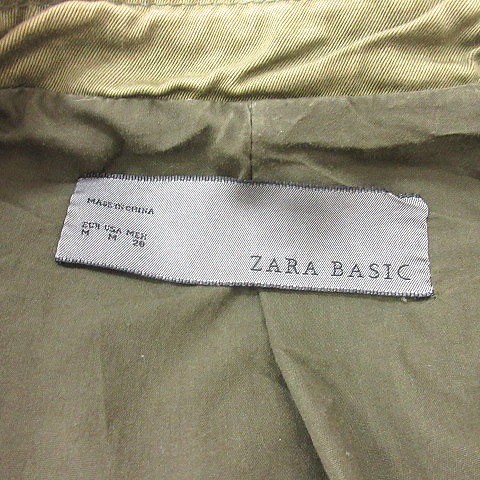 MADE IN CHINA
EUR USA MEX
M M 28
ZARA BASIC